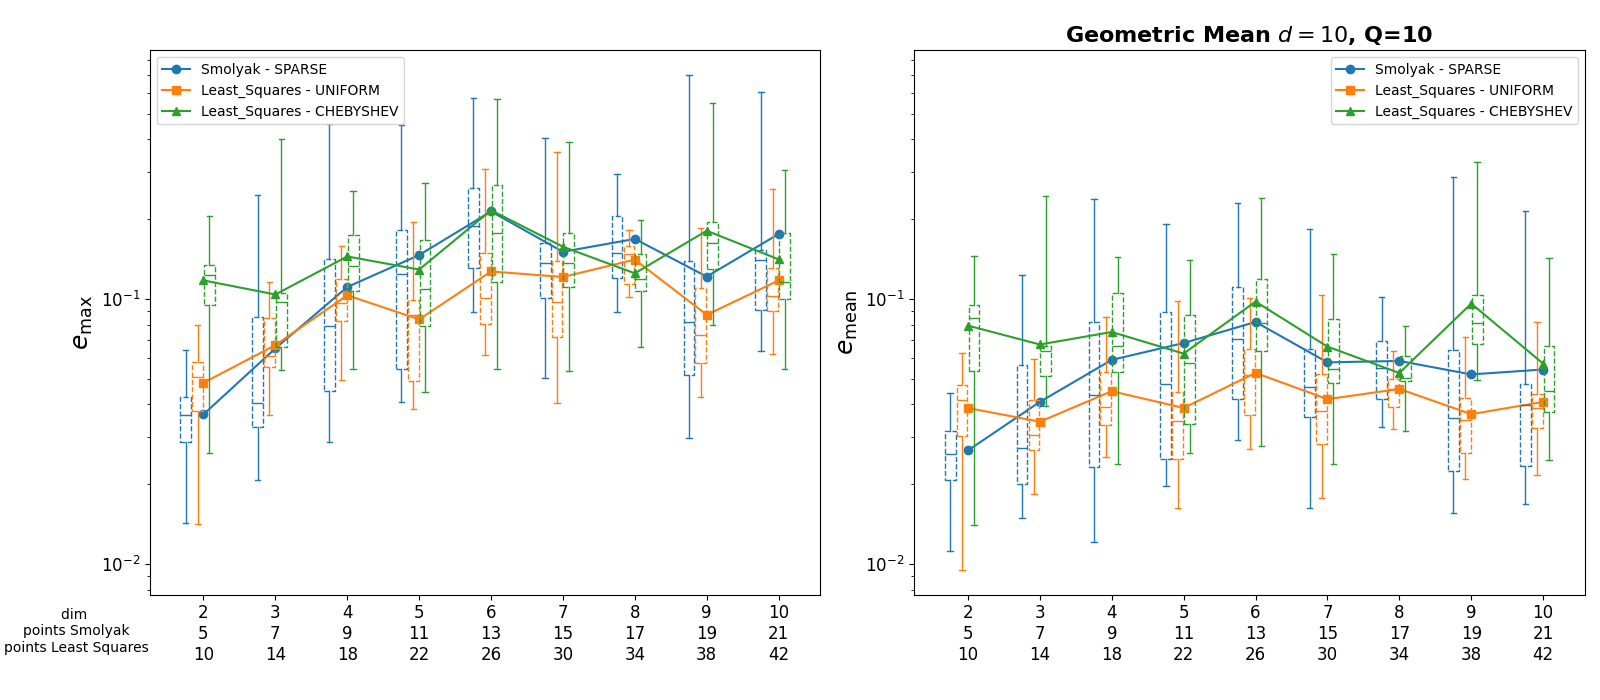 Geometric Mean d = 10, Q=10
Smolyak - SPARSE
Least_Squares - UNIFORM
Least_Squares - CHEBYSHEV
Smolyak - SPARSE
Least_Squares - UNIFORM
Least_Squares - CHEBYSHEV
e_max
10^{-1}
10^{-2}
e_mean
10^{-1}
10^{-2}
dim 2 3 4 5 6 7 8 9 10
points Smolyak 5 7 9 11 13 15 17 19 21
points Least Squares 10 14 18 22 26 30 34 38 42
2 3 4 5 6 7 8 9 10
5 7 9 11 13 15 17 19 21
10 14 18 22 26 30 34 38 42